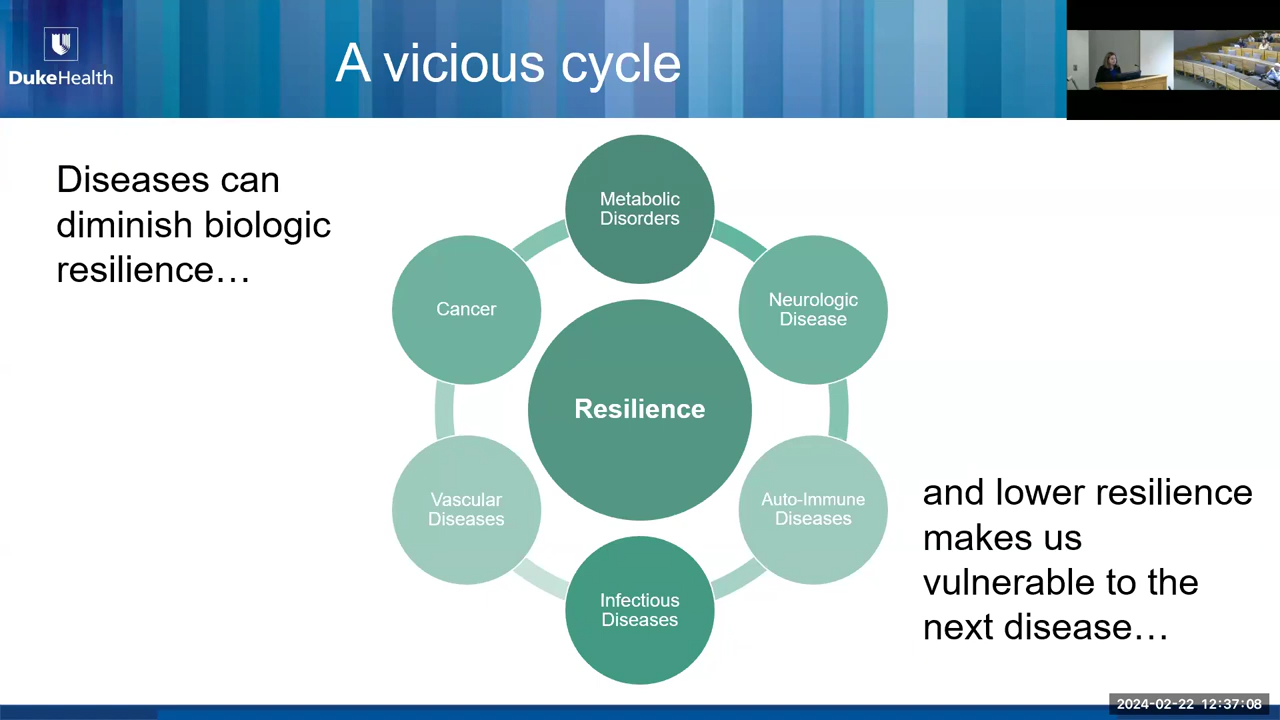 DukeHealth
A vicious cycle
Diseases can
diminish biologic
resilience…
Metabolic
Disorders
Neurologic
Disease
Auto-Immune
Diseases
Infectious
Diseases
Vascular
Diseases
Cancer
Resilience
and lower resilience
makes us
vulnerable to the
next disease…
2024-02-22 12:37:08